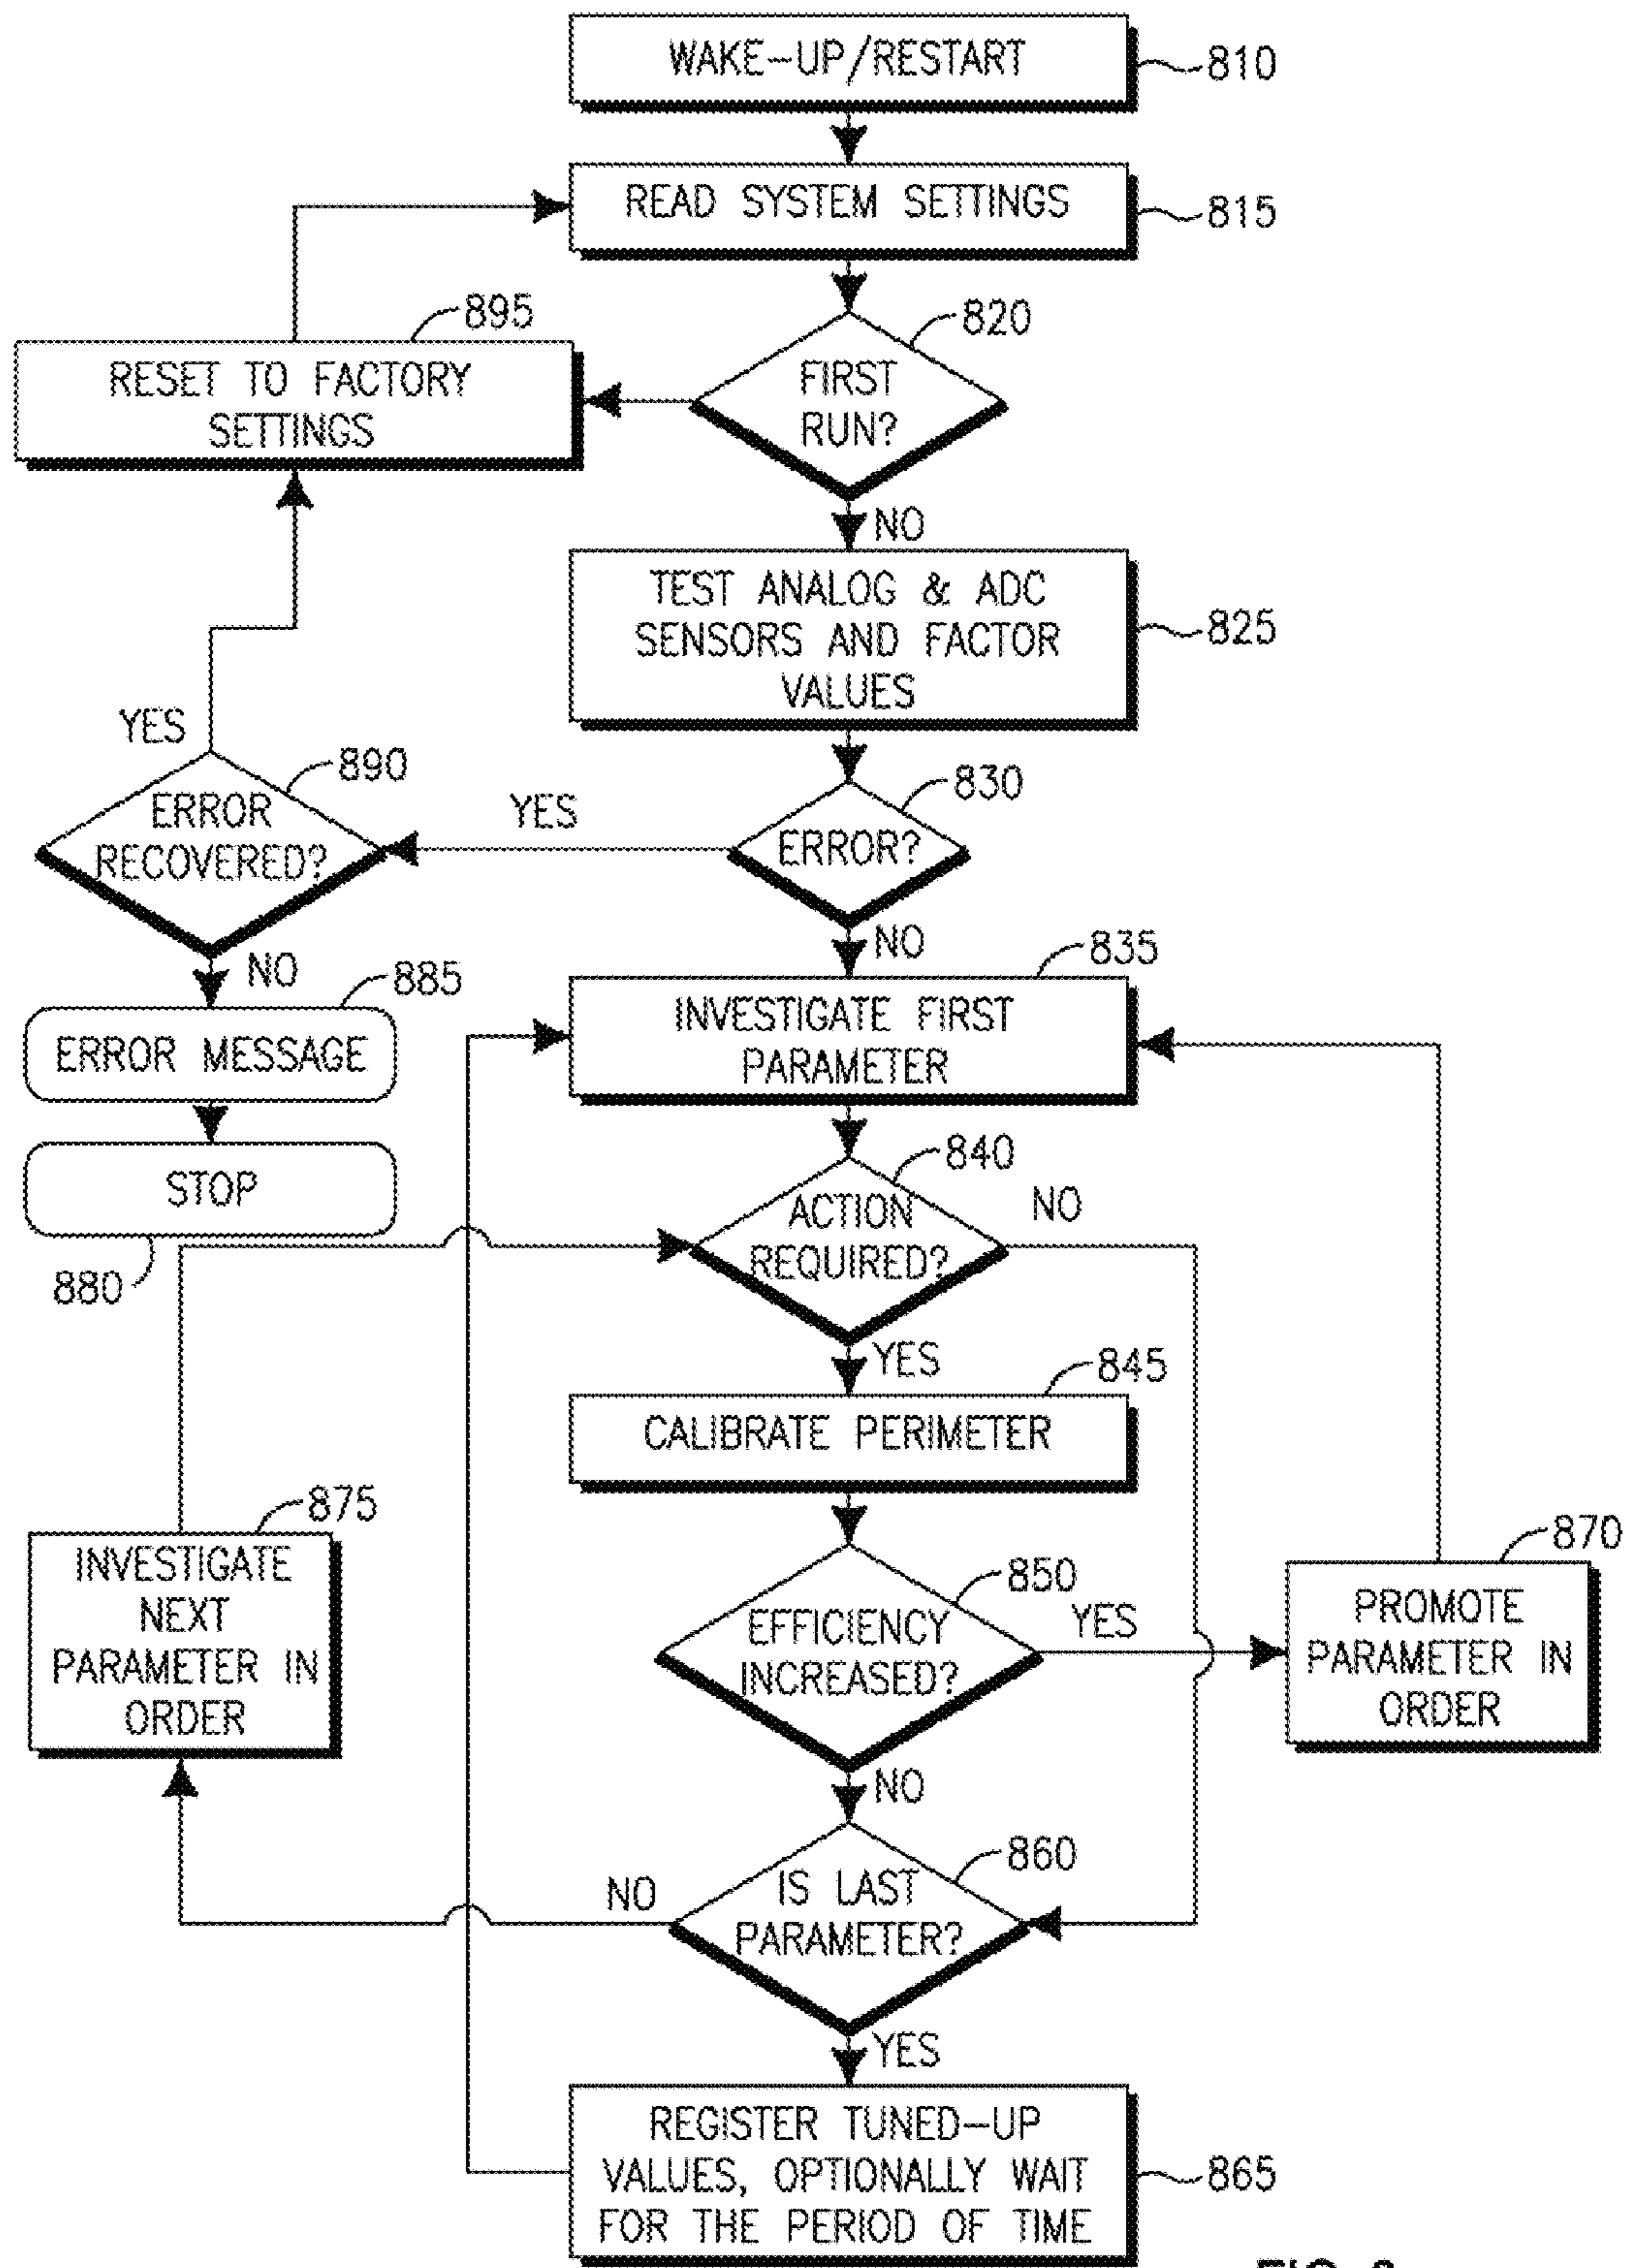 WAKE-UP/RESTART
810
READ SYSTEM SETTINGS
815
895
820
RESET TO FACTORY
SETTINGS
FIRST
RUN?
NO
TEST ANALOG & ADC
SENSORS AND FACTOR
VALUES
825
YES
890
ERROR
RECOVERED?
YES
830
ERROR?
NO
NO
835
885
ERROR MESSAGE
INVESTIGATE FIRST
PARAMETER
STOP
880
840
ACTION
REQUIRED?
NO
YES
845
CALIBRATE PERIMETER
875
INVESTIGATE
NEXT
PARAMETER IN
ORDER
850
EFFICIENCY
INCREASED?
YES
870
PROMOTE
PARAMETER IN
ORDER
NO
860
IS LAST
PARAMETER?
NO
YES
REGISTER TUNED-UP
VALUES, OPTIONALLY WAIT
FOR THE PERIOD OF TIME
865